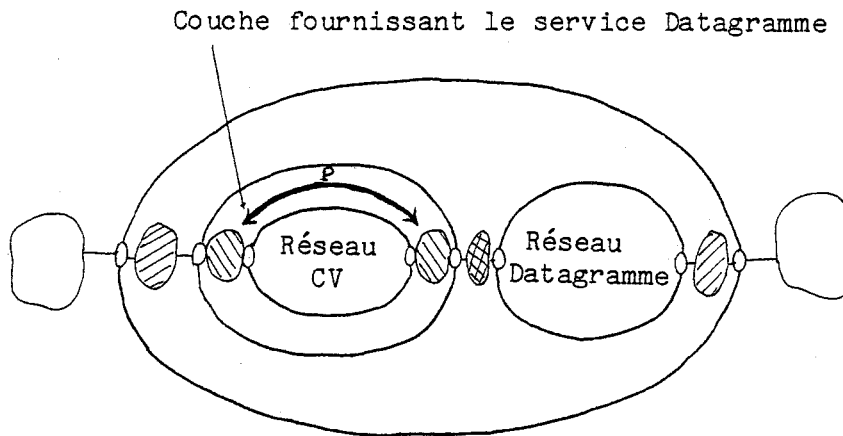 Couche fournissant le service Datagramme
P
Réseau
CV
Réseau
Datagramme